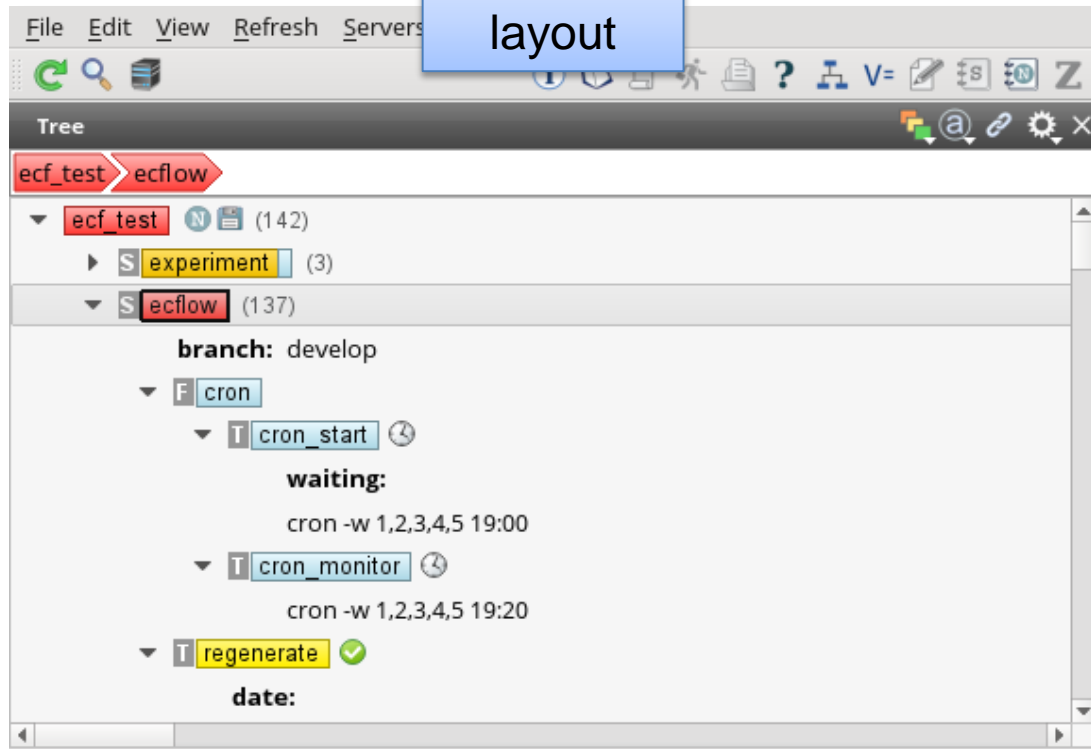 layout
File Edit View Refresh Servers
? V= S N Z
Tree
a
ecf_test ecflow
ecf_test N (142)
S experiment (3)
S ecflow (137)
branch: develop
F cron
T cron_start
waiting:
cron -w 1,2,3,4,5 19:00
T cron_monitor
cron -w 1,2,3,4,5 19:20
T regenerate
date: